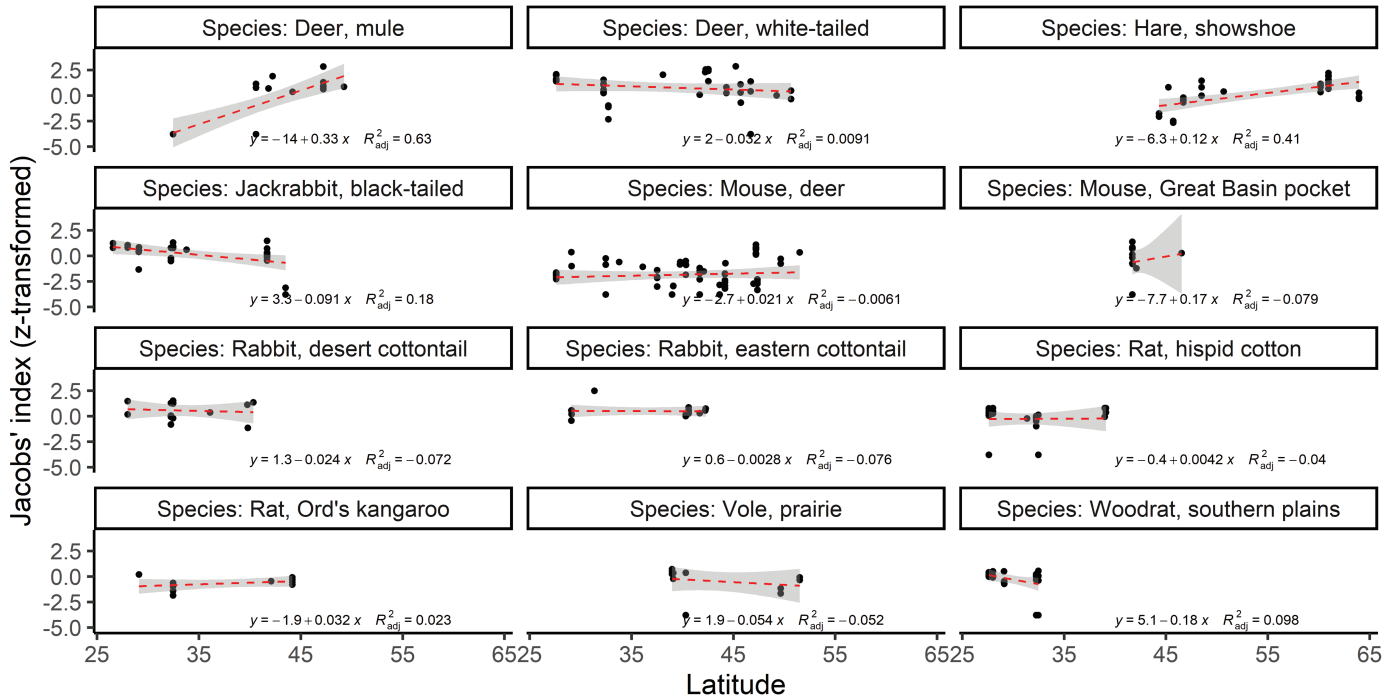 Species: Deer, mule
Species: Deer, white-tailed
Species: Hare, showshoe
2.5
0.0
-2.5
-5.0
y = −14 + 0.33 x R²adj = 0.63
y = 2 − 0.032 x R²adj = 0.0091
y = −6.3 + 0.12 x R²adj = 0.41
Species: Jackrabbit, black-tailed
Species: Mouse, deer
Species: Mouse, Great Basin pocket
2.5
0.0
-2.5
-5.0
y = 3.3 − 0.091 x R²adj = 0.18
y = −2.7 + 0.021 x R²adj = −0.0061
y = −7.7 + 0.17 x R²adj = −0.079
Species: Rabbit, desert cottontail
Species: Rabbit, eastern cottontail
Species: Rat, hispid cotton
2.5
0.0
-2.5
-5.0
y = 1.3 − 0.024 x R²adj = −0.072
y = 0.6 − 0.0028 x R²adj = −0.076
y = −0.4 + 0.0042 x R²adj = −0.04
Species: Rat, Ord's kangaroo
Species: Vole, prairie
Species: Woodrat, southern plains
2.5
0.0
-2.5
-5.0
y = −1.9 + 0.032 x R²adj = 0.023
y = 1.9 − 0.054 x R²adj = −0.052
y = 5.1 − 0.18 x R²adj = 0.098
25 35 45 55 65
25 35 45 55 65
25 35 45 55 65
Latitude
Jacobs' index (z-transformed)